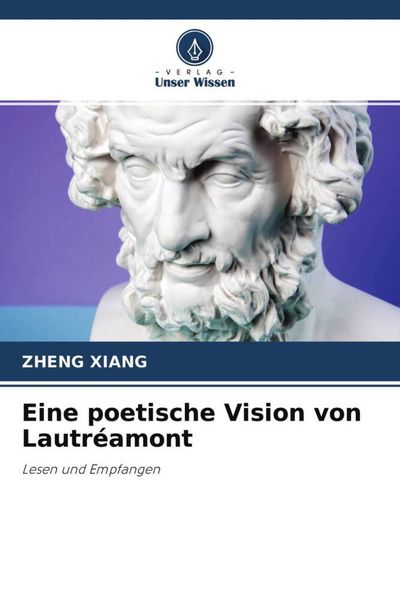 - VERLAG -
Unser Wissen
ZHENG XIANG
Eine poetische Vision von
Lautréamont
Lesen und Empfangen